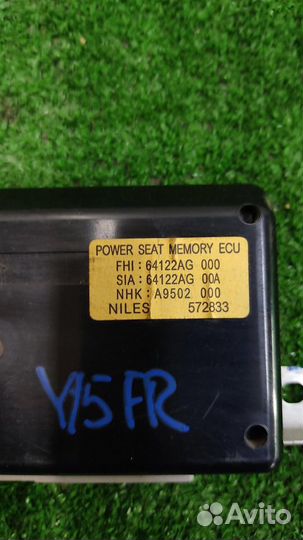 POWER SEAT MEMORY ECU
FHI : 64122AG 000
SIA : 64122AG 00A
NHK : A9502 000
NILES 572833
Y15 FR
Avito